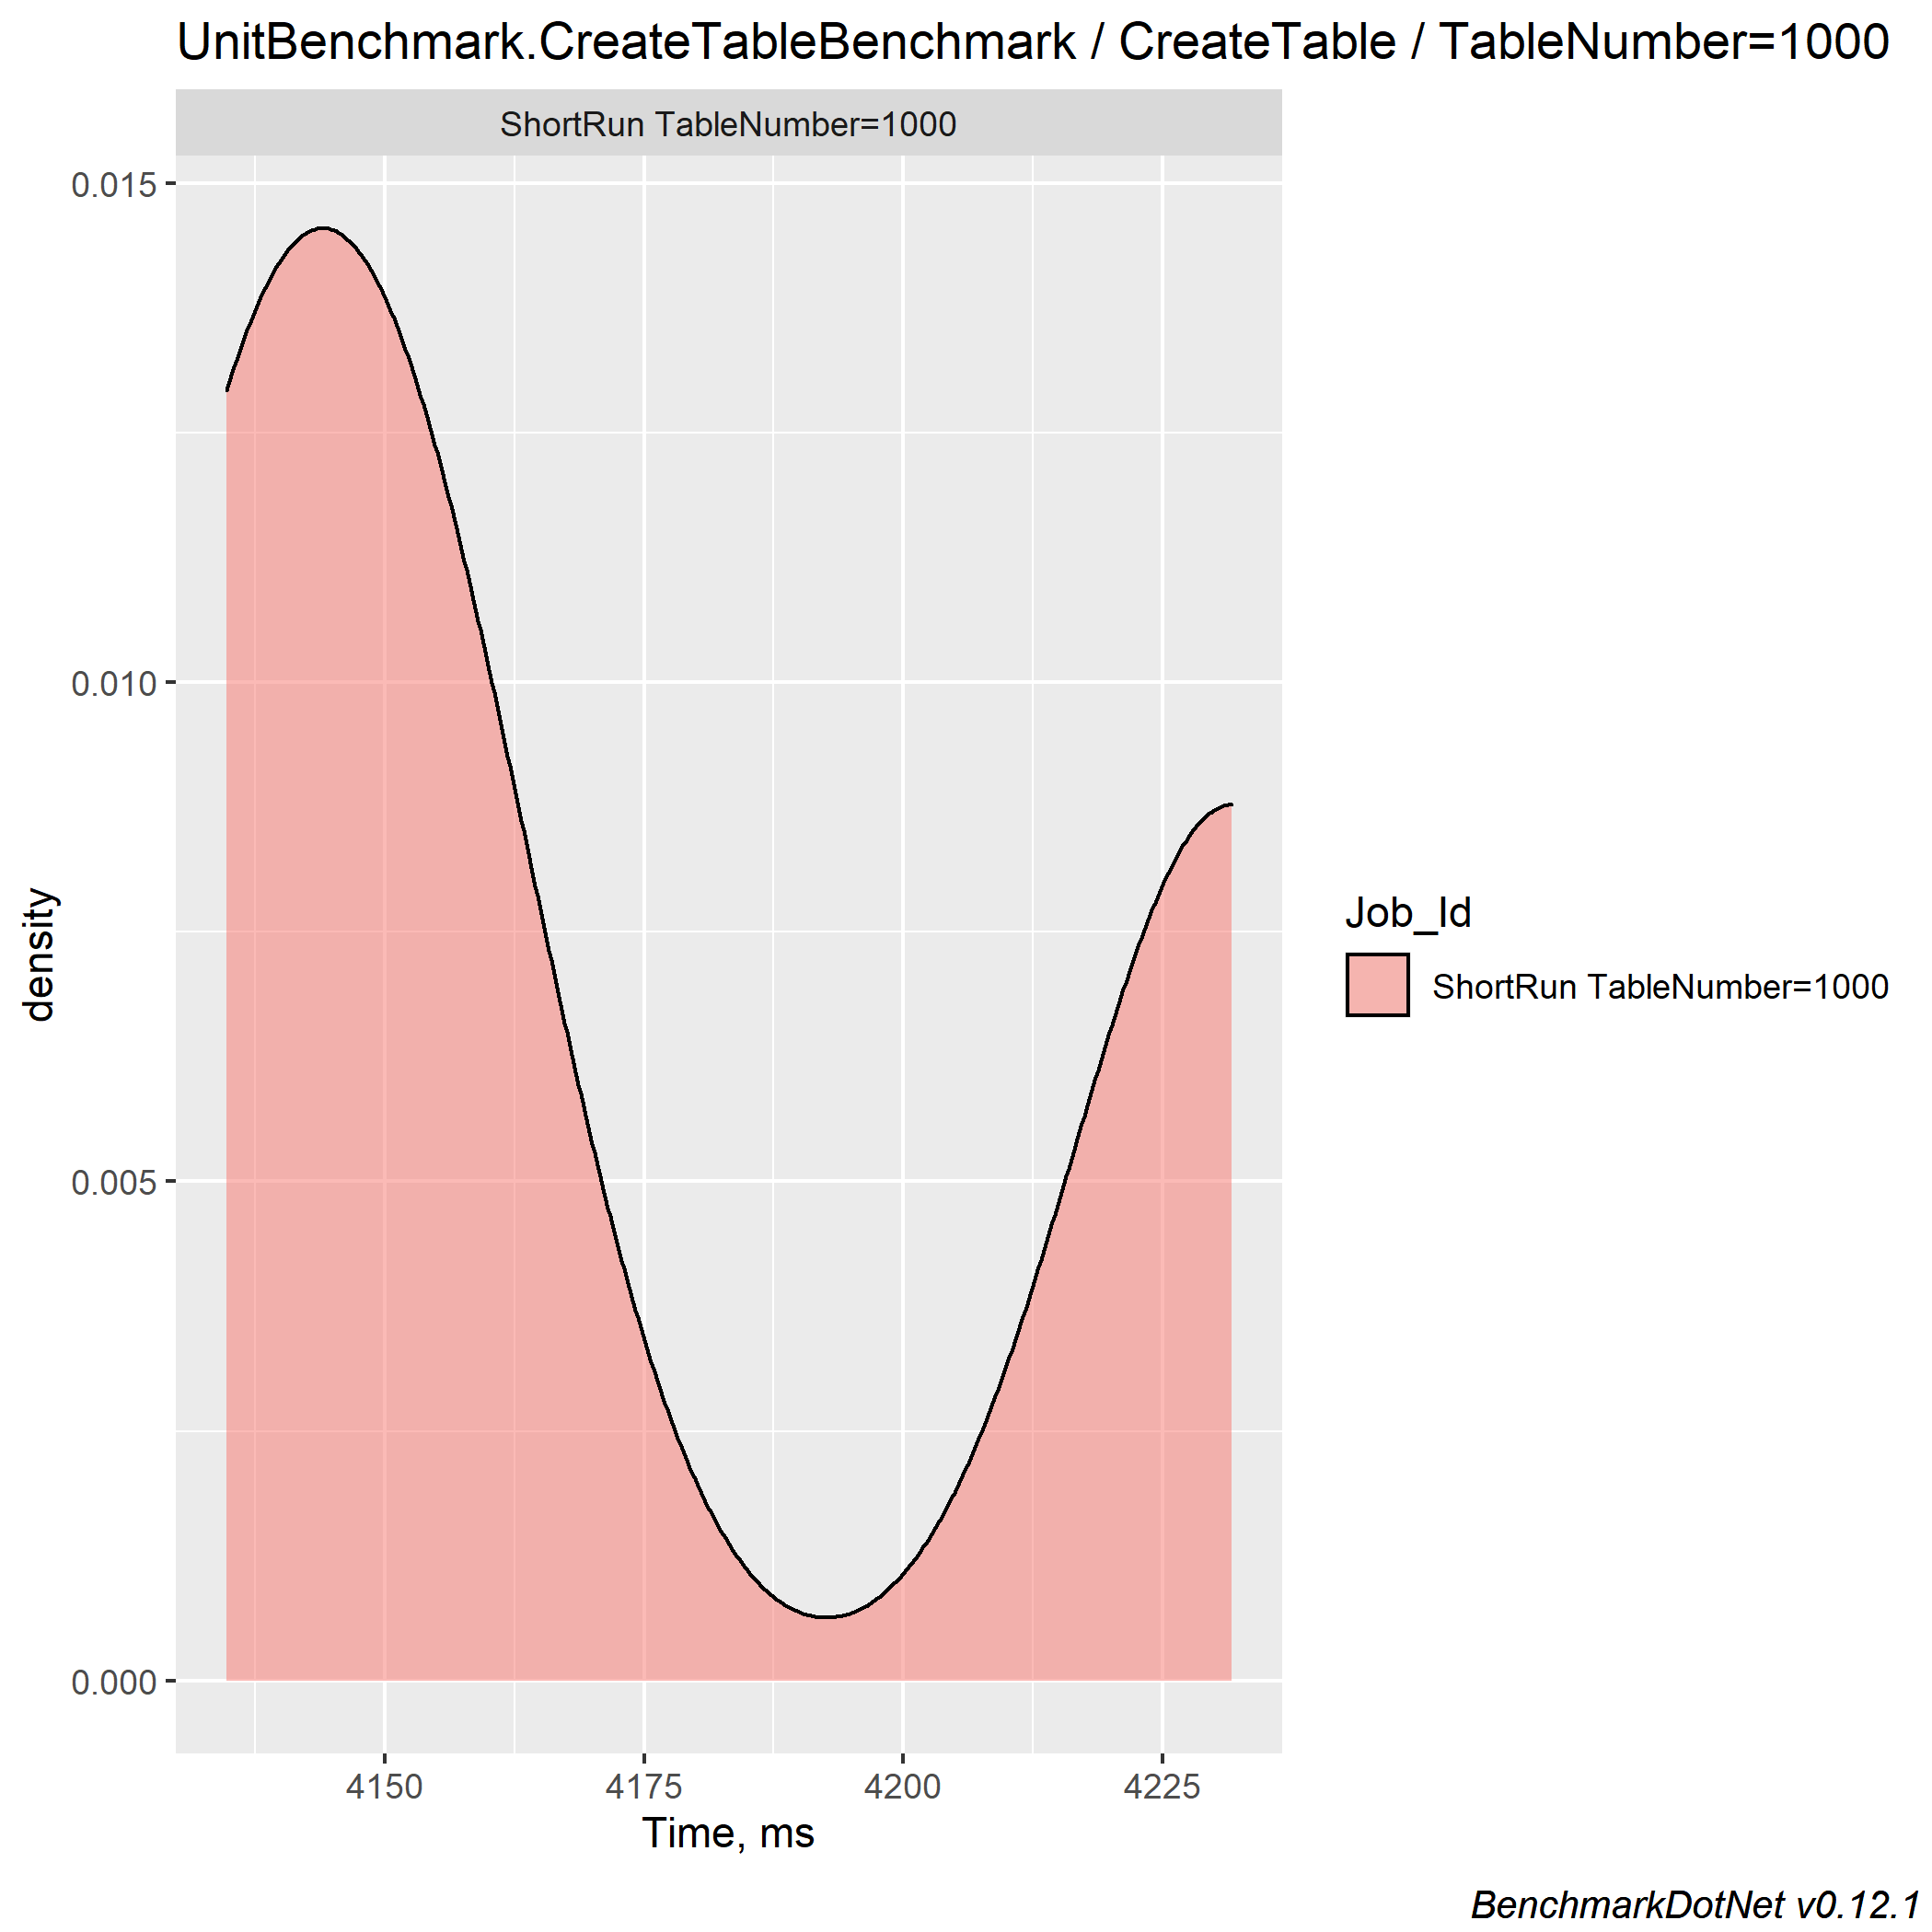 UnitBenchmark.CreateTableBenchmark / CreateTable / TableNumber=1000
ShortRun TableNumber=1000
0.015
0.010
0.005
0.000
density
4150 4175 4200 4225
Time, ms
Job_Id
ShortRun TableNumber=1000
BenchmarkDotNet v0.12.1